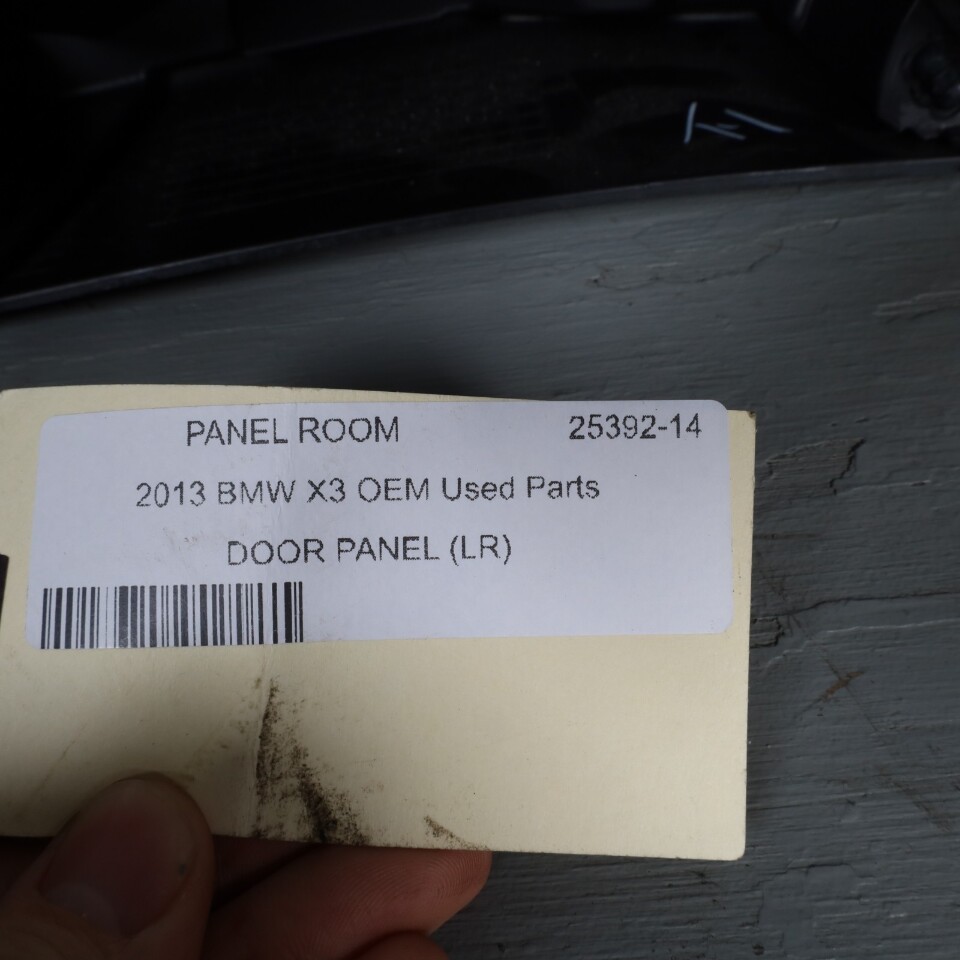 PANEL ROOM 25392-14
2013 BMW X3 OEM Used Parts
DOOR PANEL (LR)